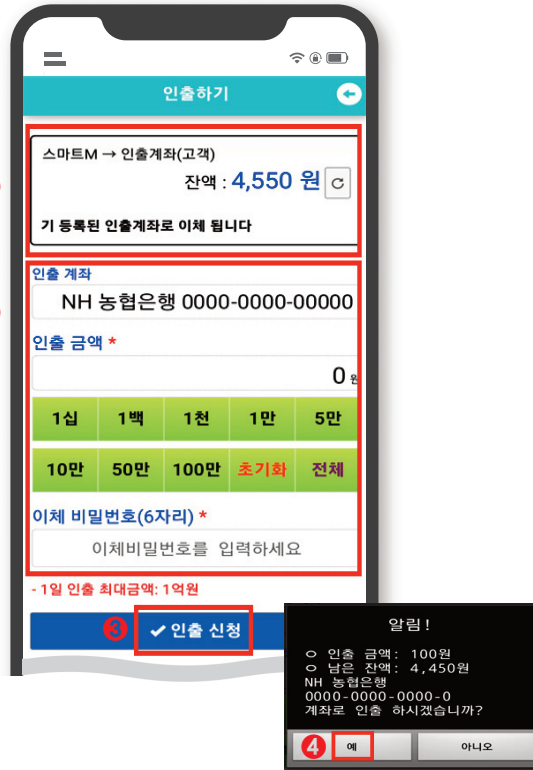 인출하기
스마트M → 인출계좌(고객)
잔액 : 4,550 원
기 등록된 인출계좌로 이체 됩니다
인출 계좌
NH 농협은행 0000-0000-00000
인출 금액 *
0 원
1십 1백 1천 1만 5만
10만 50만 100만 초기화 전체
이체 비밀번호(6자리) *
이체비밀번호를 입력하세요
- 1일 인출 최대금액: 1억원
❸ ✔ 인출 신청
알림!
ㅇ 인출 금액: 100원
ㅇ 남은 잔액: 4,450원
NH 농협은행
0000-0000-0000-0
계좌로 인출 하시겠습니까?
❹ 예 아니오